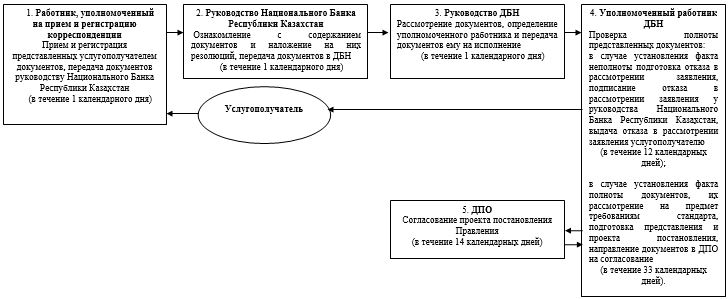 1. Работник, уполномоченный
на прием и регистрацию
корреспонденции
Прием и регистрация
представленных услугополучателем
документов, передача документов
руководству Национального Банка
Республики Казахстан
(в течение 1 календарного дня)
2. Руководство Национального Банка
Республики Казахстан
Ознакомление с содержанием
документов и наложение на них
резолюций, передача документов в ДБН
(в течение 1 календарного дня)
3. Руководство ДБН
Рассмотрение документов, определение
уполномоченного работника и передача
документов ему на исполнение
(в течение 1 календарного дня)
4. Уполномоченный работник
ДБН
Проверка полноты
представленных документов:
в случае установления факта
неполноты подготовка отказа в
рассмотрении заявления,
подписание отказа в
рассмотрении заявления у
руководства Национального
Банка Республики Казахстан,
выдача отказа в рассмотрении
заявления услугополучателю
(в течение 12 календарных
дней);
в случае установления факта
полноты документов, их
рассмотрение на предмет
требованиям стандарта,
подготовка представления и
проекта постановления,
направление документов в ДПО
на согласование
(в течение 33 календарных
дней).
Услугополучатель
5. ДПО
Согласование проекта постановления
Правления
(в течение 14 календарных дней)